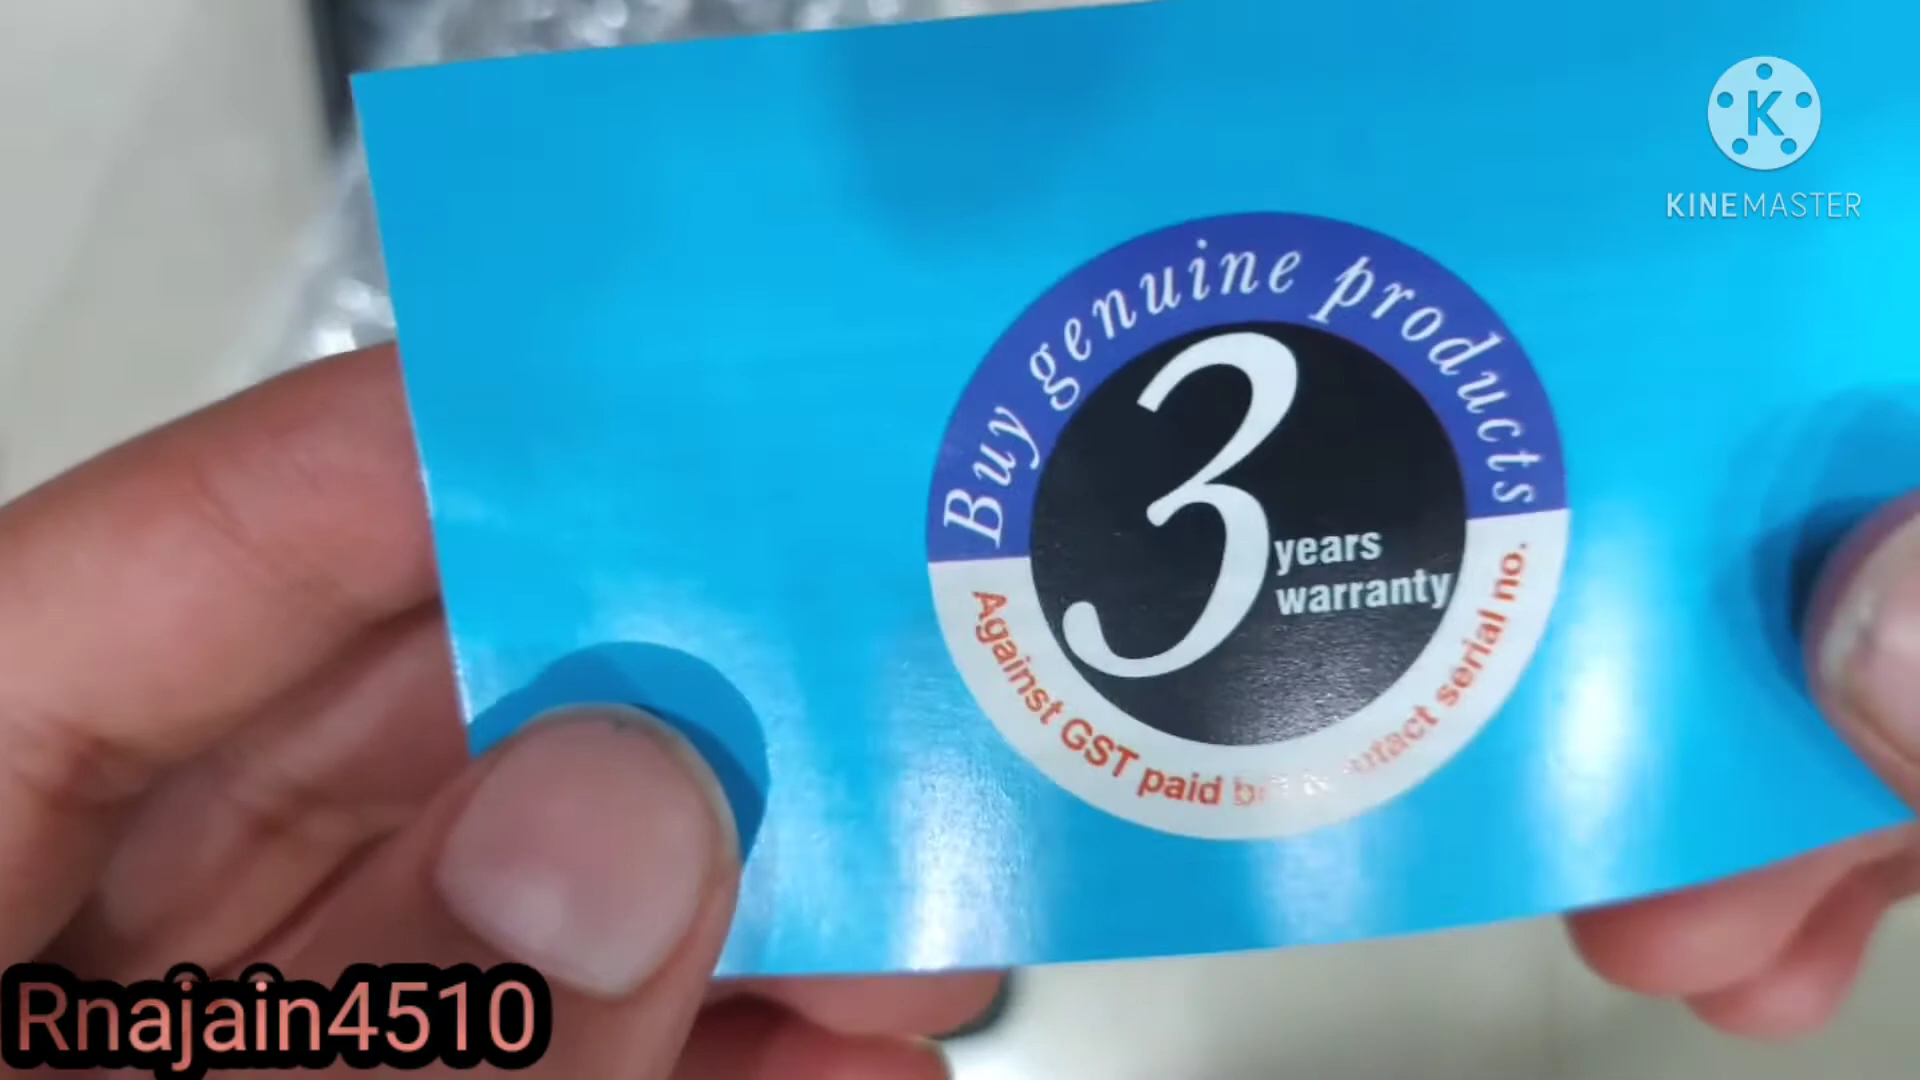 K
KINEMASTER
Buy genuine products
3
years
warranty
Against GST paid serial no.
Rnajain4510